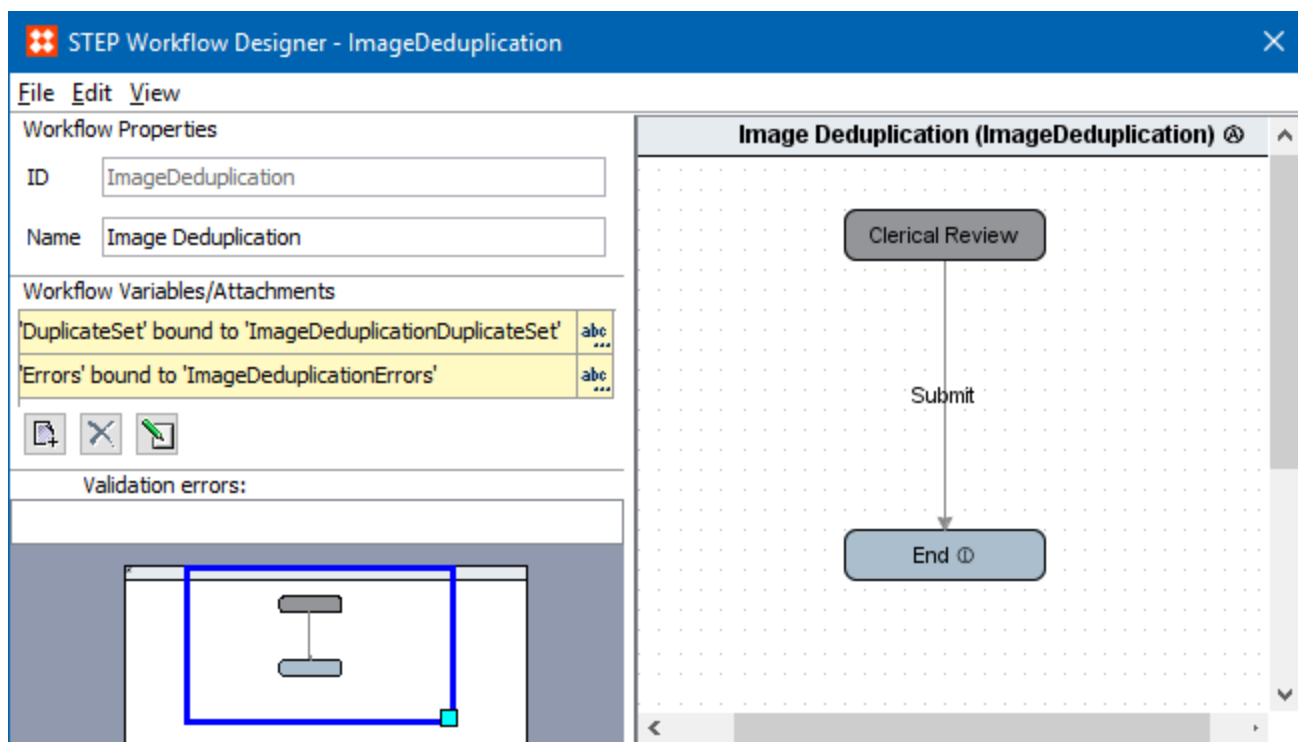 STEP Workflow Designer - ImageDeduplication
File Edit View
Workflow Properties
ID ImageDeduplication
Name Image Deduplication
Workflow Variables/Attachments
'DuplicateSet' bound to 'ImageDeduplicationDuplicateSet' abc
'Errors' bound to 'ImageDeduplicationErrors' abc
Validation errors:
Image Deduplication (ImageDeduplication) Ⓐ
Clerical Review
Submit
End Ⓘ